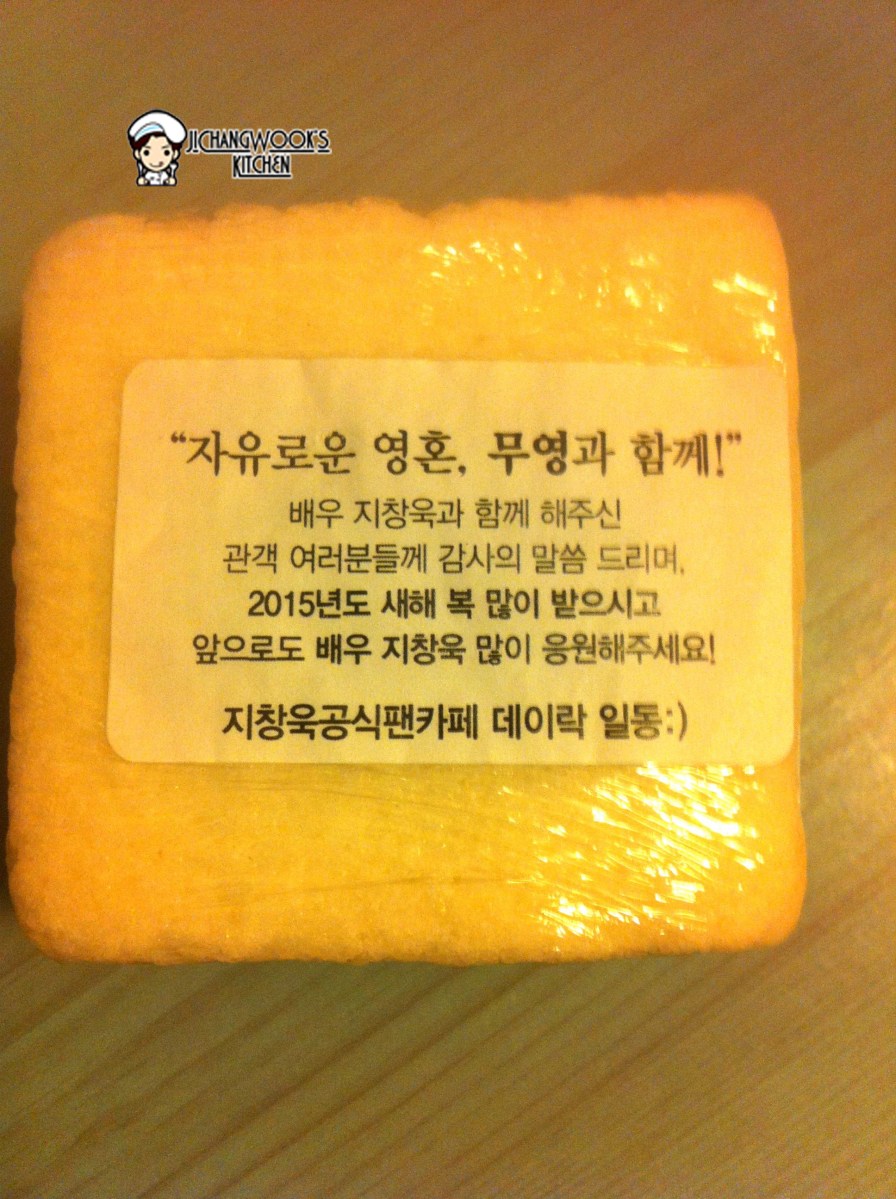 JICHANGWOOK'S
KITCHEN
“자유로운 영혼, 무영과 함께!”
배우 지창욱과 함께 해주신
관객 여러분들께 감사의 말씀 드리며,
2015년도 새해 복 많이 받으시고
앞으로도 배우 지창욱 많이 응원해주세요!
지창욱공식팬카페 데이락 일동:)